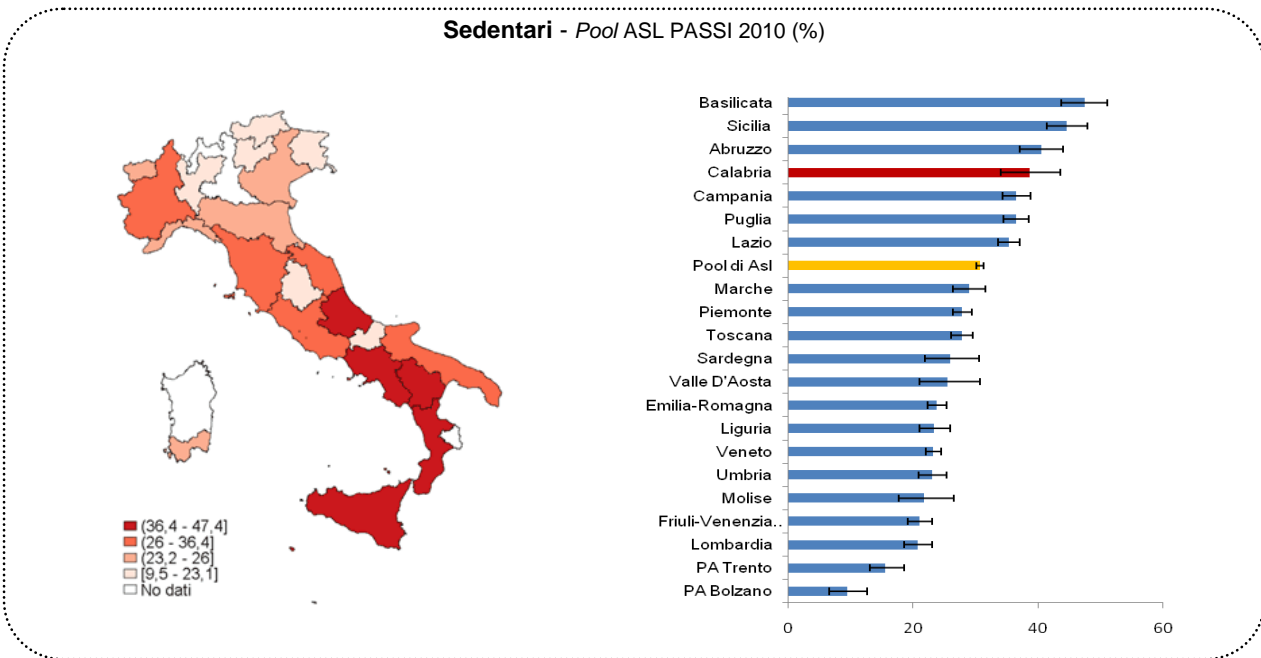 Sedentari - Pool ASL PASSI 2010 (%)
(36,4 - 47,4]
(26 - 36,4]
(23,2 - 26]
[9,5 - 23,1]
No dati
Basilicata
Sicilia
Abruzzo
Calabria
Campania
Puglia
Lazio
Pool di Asl
Marche
Piemonte
Toscana
Sardegna
Valle D'Aosta
Emilia-Romagna
Liguria
Veneto
Umbria
Molise
Friuli-Venenzia..
Lombardia
PA Trento
PA Bolzano
0 20 40 60